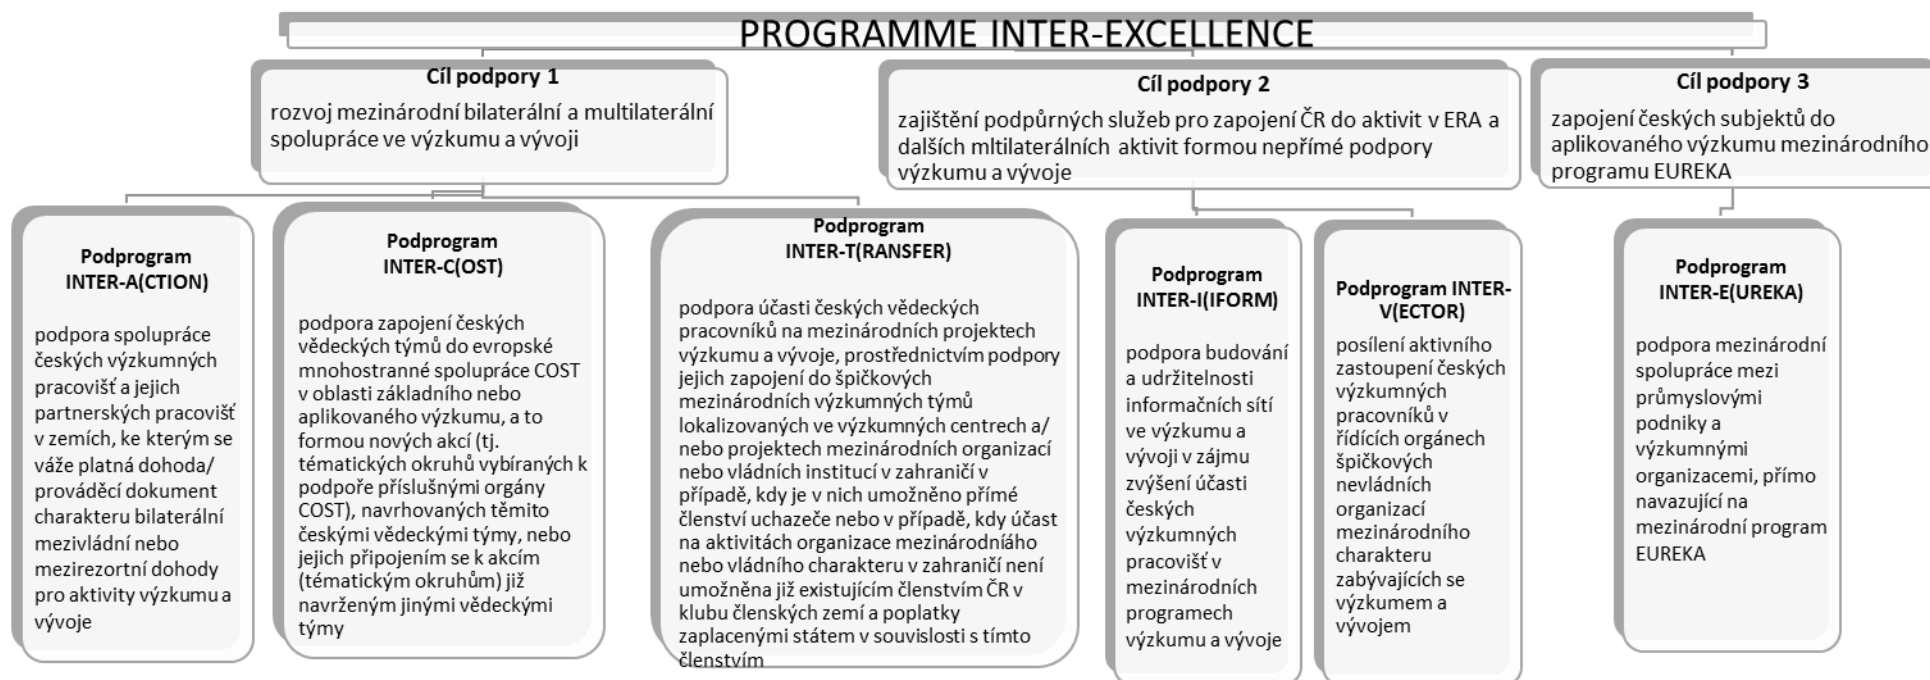 PROGRAMME INTER-EXCELLENCE
Cíl podpory 1
rozvoj mezinárodní bilaterální a multilaterální
spolupráce ve výzkumu a vývoji
Cíl podpory 2
zajištění podpůrných služeb pro zapojení ČR do aktivit v ERA a
dalších mltilaterálních aktivit formou nepřímé podpory
výzkumu a vývoje
Cíl podpory 3
zapojení českých subjektů do
aplikovaného výzkumu mezinárodního
programu EUREKA
Podprogram
INTER-A(CTION)
podpora spolupráce
českých výzkumných
pracovišť a jejich
partnerských pracovišť
v zemích, ke kterým se
váže platná dohoda/
prováděcí dokument
charakteru bilaterální
mezivládní nebo
mezirezortní dohody
pro aktivity výzkumu a
vývoje
Podprogram
INTER-C(OST)
podpora zapojení českých
vědeckých týmů do evropské
mnohostranné spolupráce COST
v oblasti základního nebo
aplikovaného výzkumu, a to
formou nových akcí (tj.
tématických okruhů vybíraných k
podpoře příslušnými orgány
COST), navrhovaných těmito
českými vědeckými týmy, nebo
jejich připojením se k akcím
(tématickým okruhům) již
navrženým jinými vědeckými
týmy
Podprogram
INTER-T(RANSFER)
podpora účasti českých vědeckých
pracovníků na mezinárodních projektech
výzkumu a vývoje, prostřednictvím podpory
jejich zapojení do špičkových
mezinárodních výzkumných týmů
lokalizovaných ve výzkumných centrech a/
nebo projektech mezinárodních organizací
nebo vládních institucí v zahraničí v
případě, kdy je v nich umožněno přímé
členství uchazeče nebo v případě, kdy účast
na aktivitách organizace mezinárodníáho
nebo vládního charakteru v zahraničí není
umožněna již existujícím členstvím ČR v
klubu členských zemí a poplatky
zaplacenými státem v souvislosti s tímto
členstvím
Podprogram
INTER-I(IFORM)
podpora budování
a udržitelnosti
informačních sítí
ve výzkumu a
vývoji v zájmu
zvýšení účasti
českých
výzkumných
pracovišť v
mezinárodních
programech
výzkumu a vývoje
Podprogram INTER-
V(ECTOR)
posílení aktivního
zastoupení českých
výzkumných
pracovníků v
řídících orgánech
špičkových
nevládních
organizací
mezinárodního
charakteru
zabývajících se
výzkumem a
vývojem
Podprogram
INTER-E(UREKA)
podpora mezinárodní
spolupráce mezi
průmyslovými
podniky a
výzkumnými
organizacemi, přímo
navazující na
mezinárodní program
EUREKA